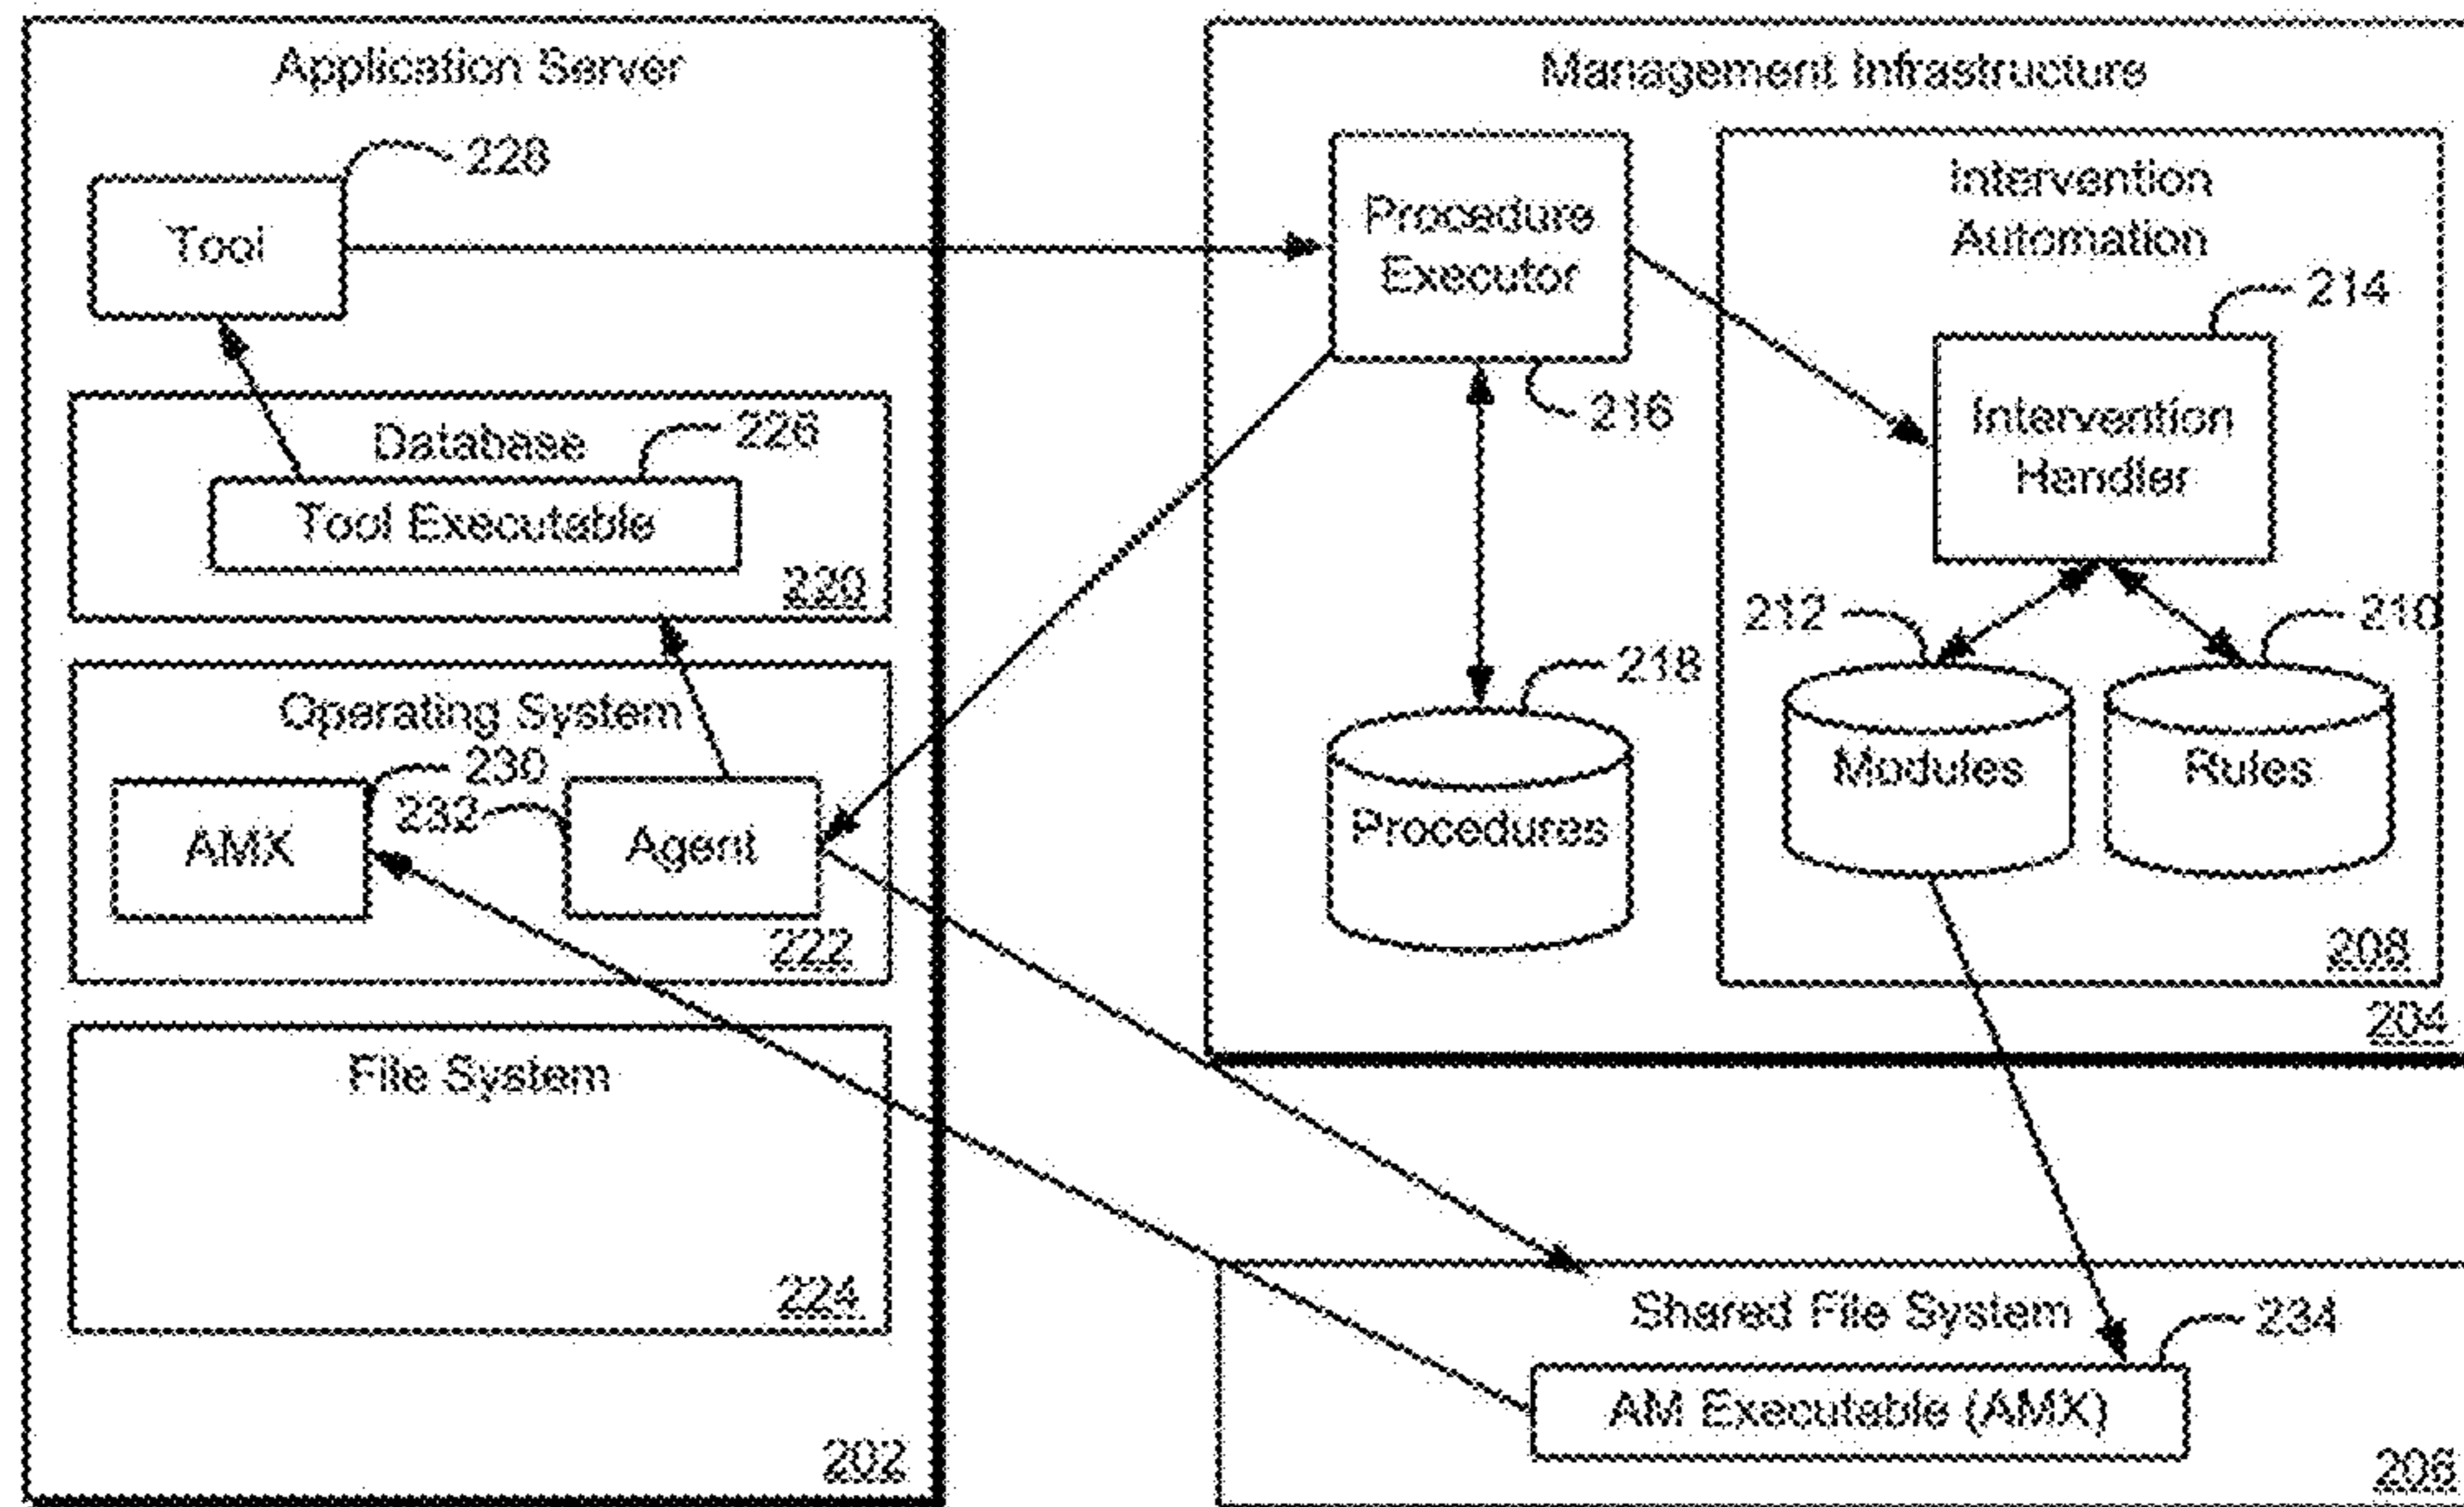 Application Server
228
Tool
Database
226
Tool Executable
220
Operating System
230
232
AMX
Agent
222
File System
224
202
Management Infrastructure
Procedure
Executor
216
218
Procedures
Intervention
Automation
214
Intervention
Handler
212
210
Modules
Rules
208
204
Shared File System
234
AM Executable (AMX)
206